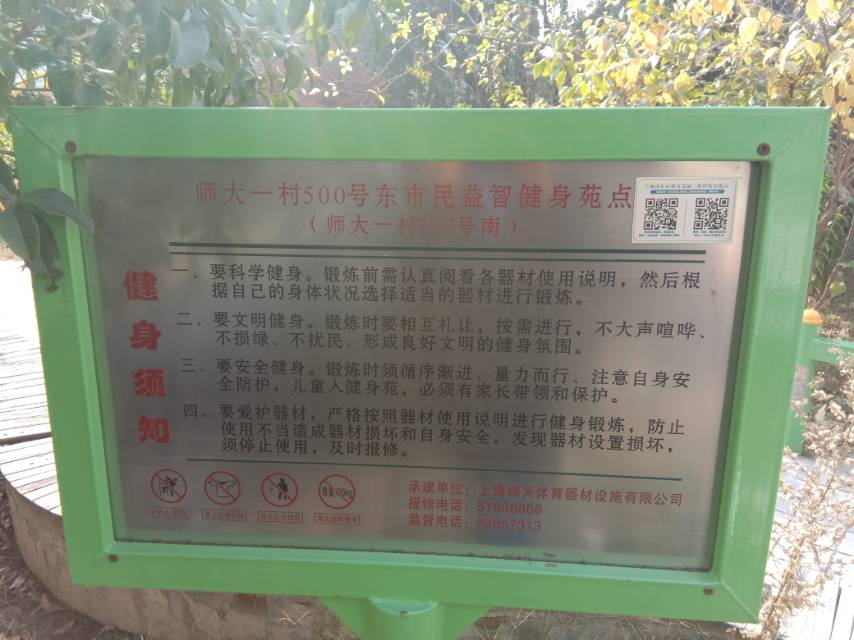 师大一村500号东市民益智健身苑点
（师大一村333号南）
健身须知
一、要科学健身。锻炼前需认真阅看各器材使用说明，然后根
据自己的身体状况选择适当的器材进行锻炼。
二、要文明健身。锻炼时要相互礼让，按需进行，不大声喧哗、
不损绿、不扰民、形成良好文明的健身氛围。
三、要安全健身。锻炼时须循序渐进、量力而行、注意自身安
全防护，儿童入健身苑，必须有家长带领和保护。
四、要爱护器材，严格按照器材使用说明进行健身锻炼，防止
使用不当造成器材损坏和自身安全。发现器材设置损坏，
须停止使用，及时报修。
承建单位：上海锦天体育器材设施有限公司
报修电话：51606866
监督电话：62857313